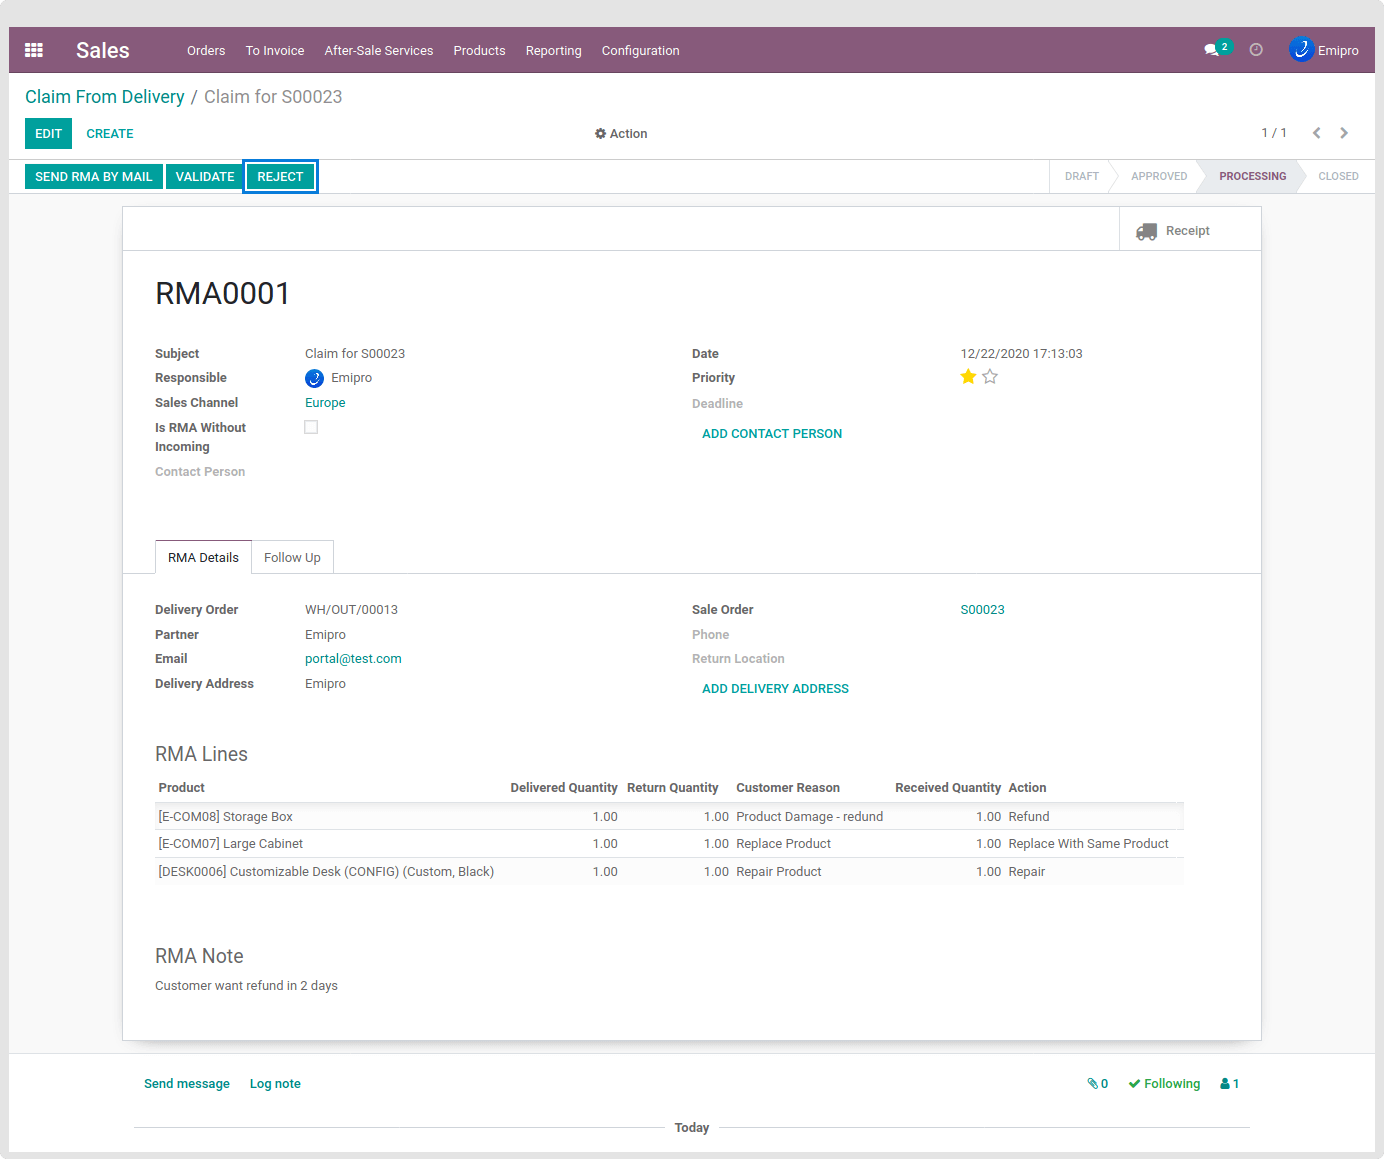 Sales Orders To Invoice After-Sale Services Products Reporting Configuration 2 Emipro
Claim From Delivery / Claim for S00023
EDIT CREATE Action 1 / 1
SEND RMA BY MAIL VALIDATE REJECT DRAFT APPROVED PROCESSING CLOSED
Receipt
RMA0001
Subject Claim for S00023 Date 12/22/2020 17:13:03
Responsible Emipro Priority
Sales Channel Europe Deadline
Is RMA Without
Incoming
ADD CONTACT PERSON
Contact Person
RMA Details Follow Up
Delivery Order WH/OUT/00013 Sale Order S00023
Partner Emipro Phone
Email portal@test.com Return Location
Delivery Address Emipro ADD DELIVERY ADDRESS
RMA Lines
Product Delivered Quantity Return Quantity Customer Reason Received Quantity Action
[E-COM08] Storage Box 1.00 1.00 Product Damage - redund 1.00 Refund
[E-COM07] Large Cabinet 1.00 1.00 Replace Product 1.00 Replace With Same Product
[DESK0006] Customizable Desk (CONFIG) (Custom, Black) 1.00 1.00 Repair Product 1.00 Repair
RMA Note
Customer want refund in 2 days
Send message Log note 0 Following 1
Today